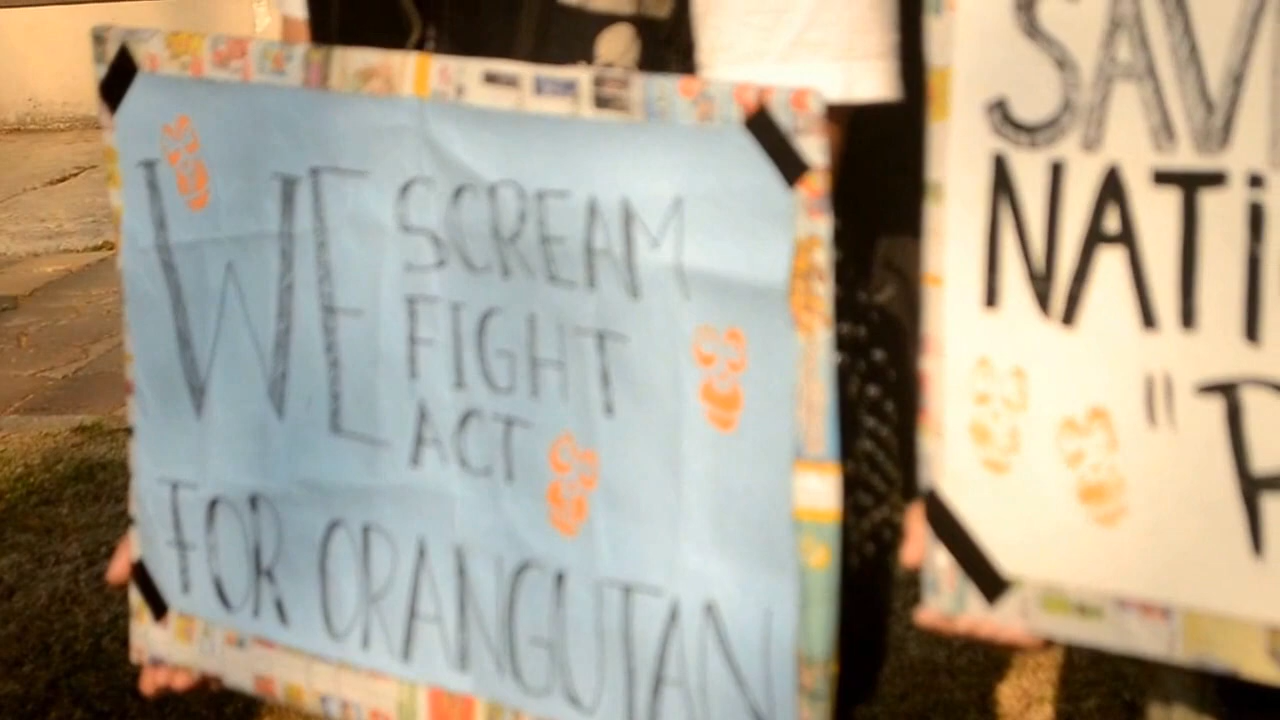 WE SCREAM
FIGHT
ACT
FOR ORANGUTAN
SAV
NATi
"